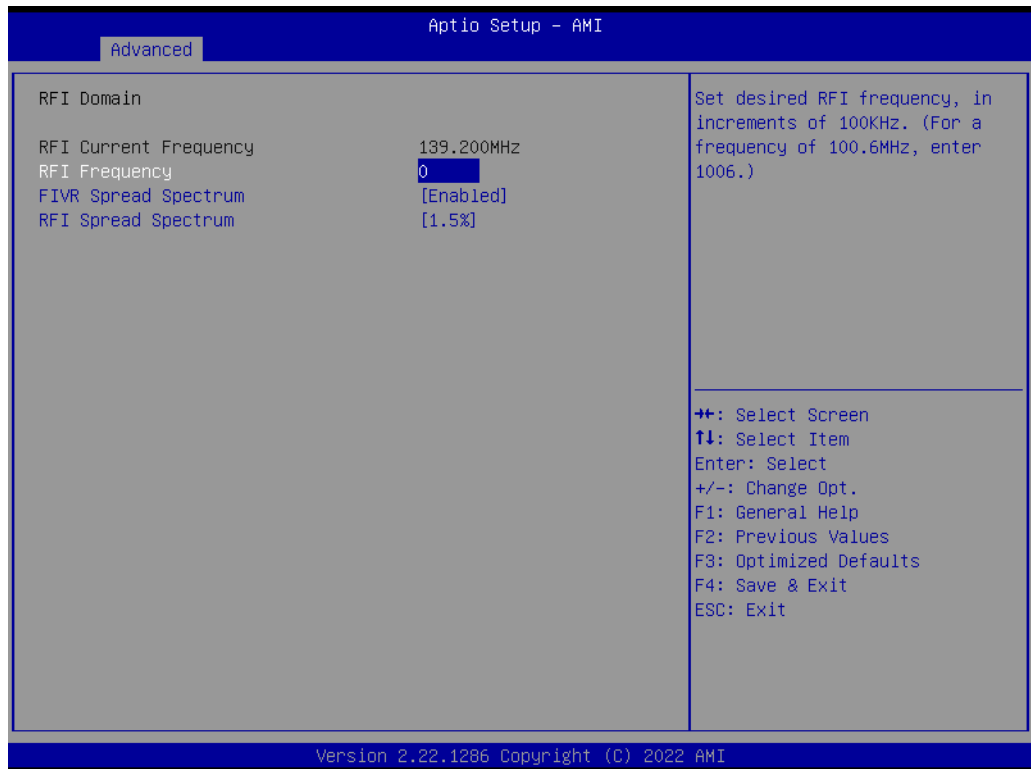 Aptio Setup – AMI
Advanced
RFI Domain
RFI Current Frequency 139.200MHz
RFI Frequency 0
FIVR Spread Spectrum [Enabled]
RFI Spread Spectrum [1.5%]
Set desired RFI frequency, in
increments of 100KHz. (For a
frequency of 100.6MHz, enter
1006.)
→←: Select Screen
↑↓: Select Item
Enter: Select
+/-: Change Opt.
F1: General Help
F2: Previous Values
F3: Optimized Defaults
F4: Save & Exit
ESC: Exit
Version 2.22.1286 Copyright (C) 2022 AMI